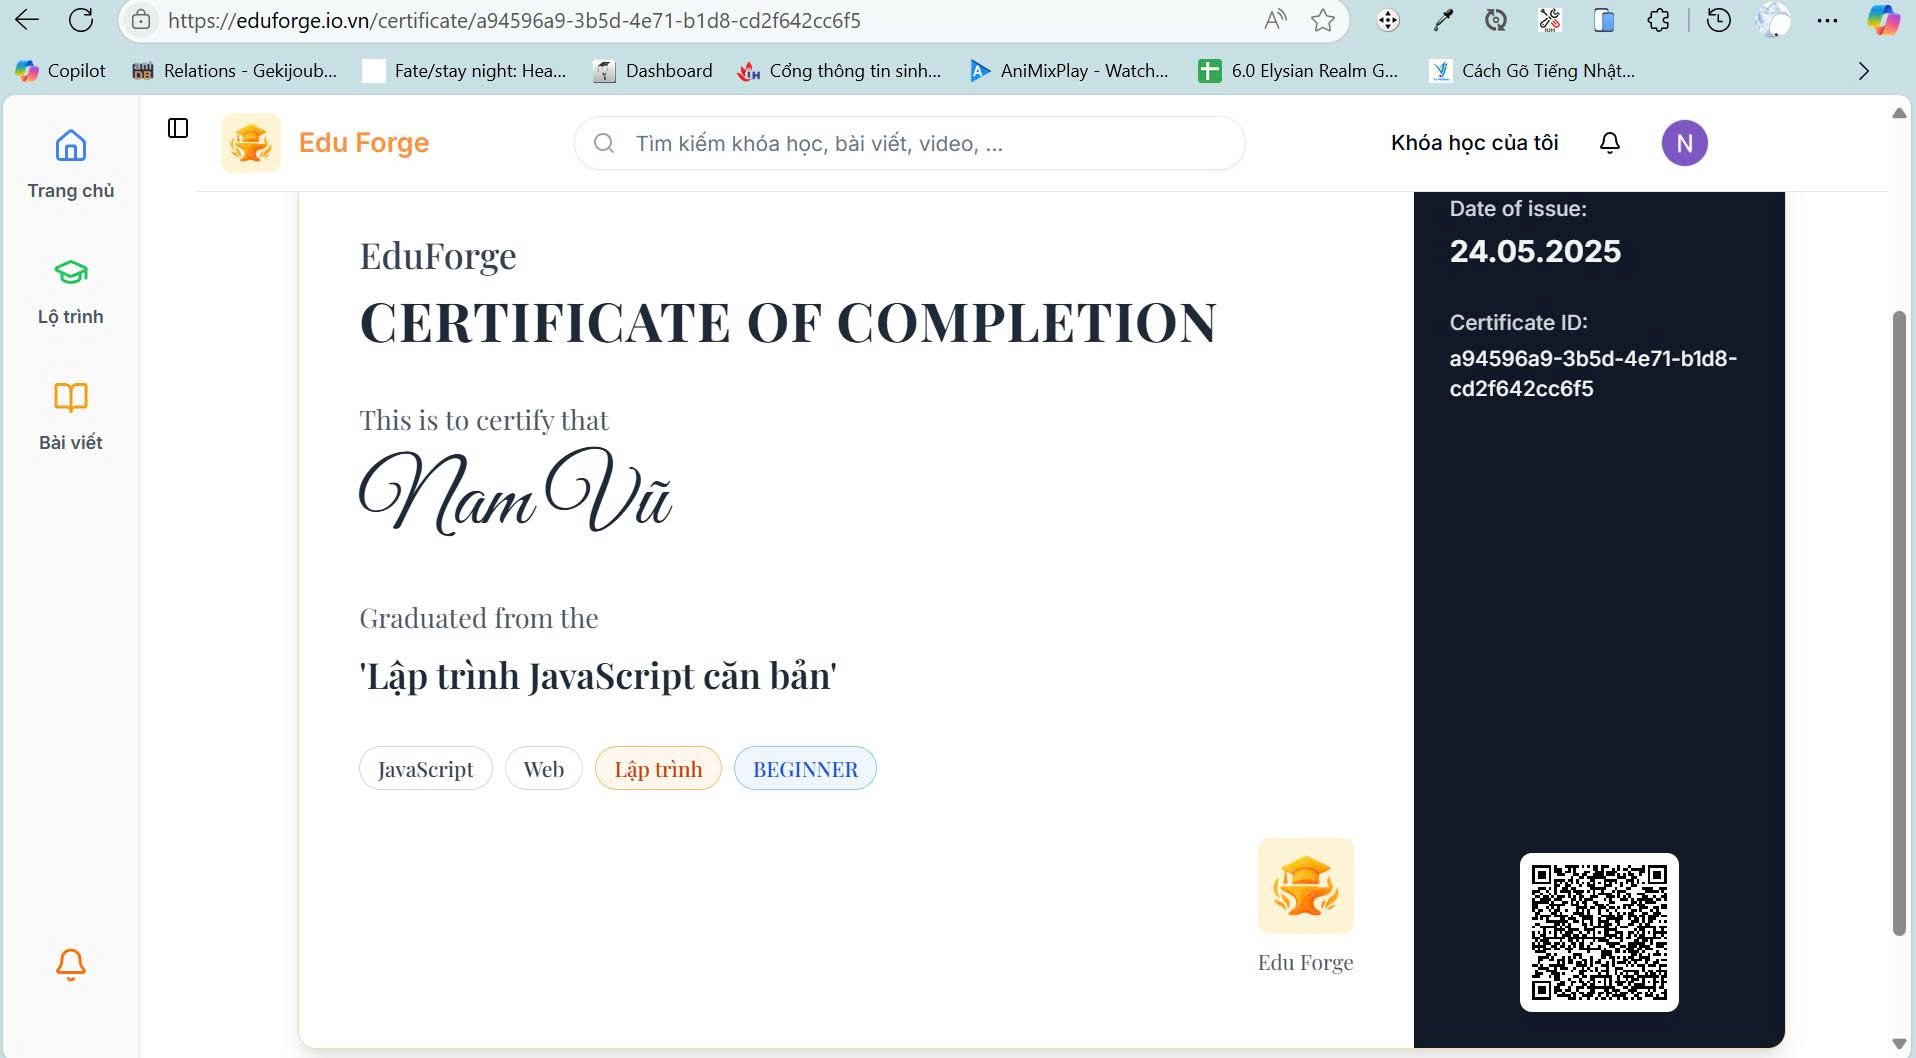 https://eduforge.io.vn/certificate/a94596a9-3b5d-4e71-b1d8-cd2f642cc6f5
Copilot
Relations - Gekijoub...
Fate/stay night: Hea...
Dashboard
Cổng thông tin sinh...
AniMixPlay - Watch...
6.0 Elysian Realm G...
Cách Gõ Tiếng Nhật...
Edu Forge
Tìm kiếm khóa học, bài viết, video, ...
Khóa học của tôi
N
Trang chủ
Lộ trình
Bài viết
EduForge
CERTIFICATE OF COMPLETION
This is to certify that
Nam Vũ
Graduated from the
'Lập trình JavaScript căn bản'
JavaScript
Web
Lập trình
BEGINNER
Edu Forge
Date of issue:
24.05.2025
Certificate ID:
a94596a9-3b5d-4e71-b1d8-
cd2f642cc6f5